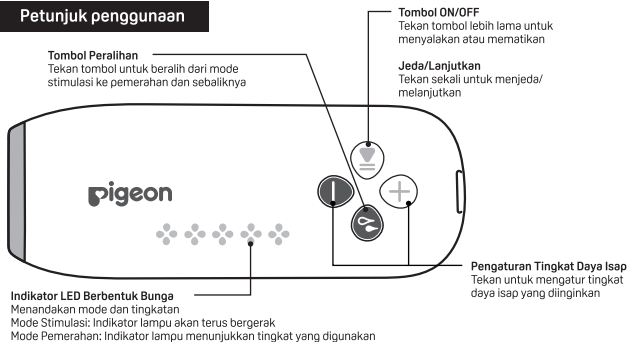 Petunjuk penggunaan
Tombol ON/OFF
Tekan tombol lebih lama untuk
menyalakan atau mematikan
Tombol Peralihan
Tekan tombol untuk beralih dari mode
stimulasi ke pemerahan dan sebaliknya
Jeda/Lanjutkan
Tekan sekali untuk menjeda/
melanjutkan
pigeon
Pengaturan Tingkat Daya Isap
Tekan untuk mengatur tingkat
daya isap yang diinginkan
Indikator LED Berbentuk Bunga
Menandakan mode dan tingkatan
Mode Stimulasi: Indikator lampu akan terus bergerak
Mode Pemerahan: Indikator lampu menunjukkan tingkat yang digunakan